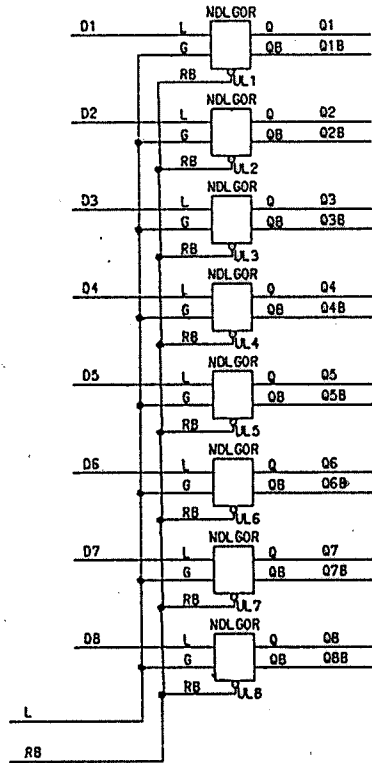 NDLGOR
D1 L Q Q1
G QB Q1B
RB UL1
NDLGOR
D2 L Q Q2
G QB Q2B
RB UL2
NDLGOR
D3 L Q Q3
G QB Q3B
RB UL3
NDLGOR
D4 L Q Q4
G QB Q4B
RB UL4
NDLGOR
D5 L Q Q5
G QB Q5B
RB UL5
NDLGOR
D6 L Q Q6
G QB Q6B
RB UL6
NDLGOR
D7 L Q Q7
G QB Q7B
RB UL7
NDLGOR
D8 L Q Q8
G QB Q8B
RB UL8
L
RB